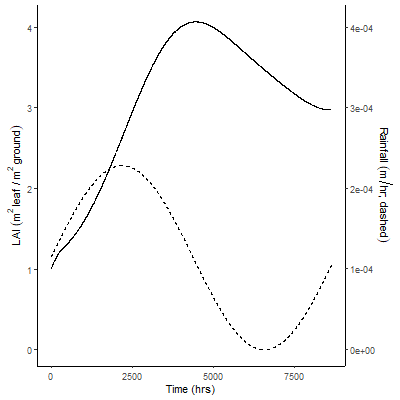 4
3
2
1
0
4e-04
3e-04
2e-04
1e-04
0e+00
0
2500
5000
7500
LAI (m² leaf / m² ground)
Rainfall (m/hr, dashed)
Time (hrs)